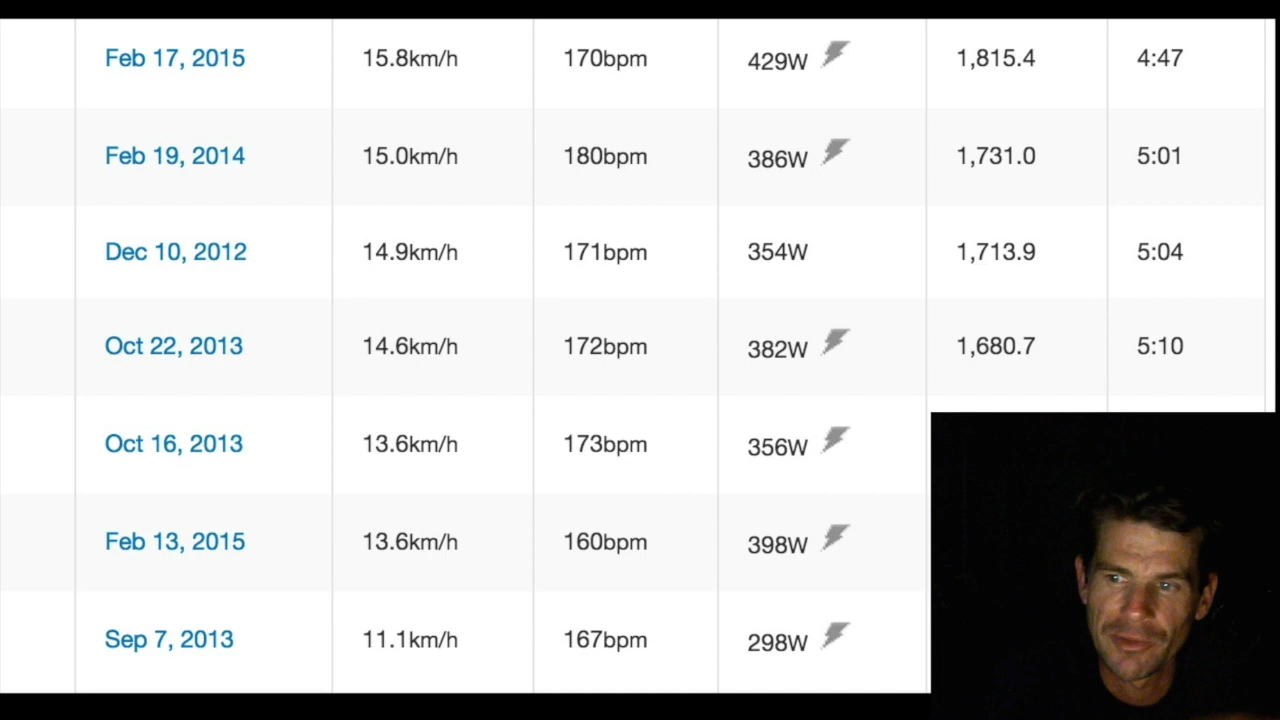 Feb 17, 2015 15.8km/h 170bpm 429W 1,815.4 4:47
Feb 19, 2014 15.0km/h 180bpm 386W 1,731.0 5:01
Dec 10, 2012 14.9km/h 171bpm 354W 1,713.9 5:04
Oct 22, 2013 14.6km/h 172bpm 382W 1,680.7 5:10
Oct 16, 2013 13.6km/h 173bpm 356W
Feb 13, 2015 13.6km/h 160bpm 398W
Sep 7, 2013 11.1km/h 167bpm 298W